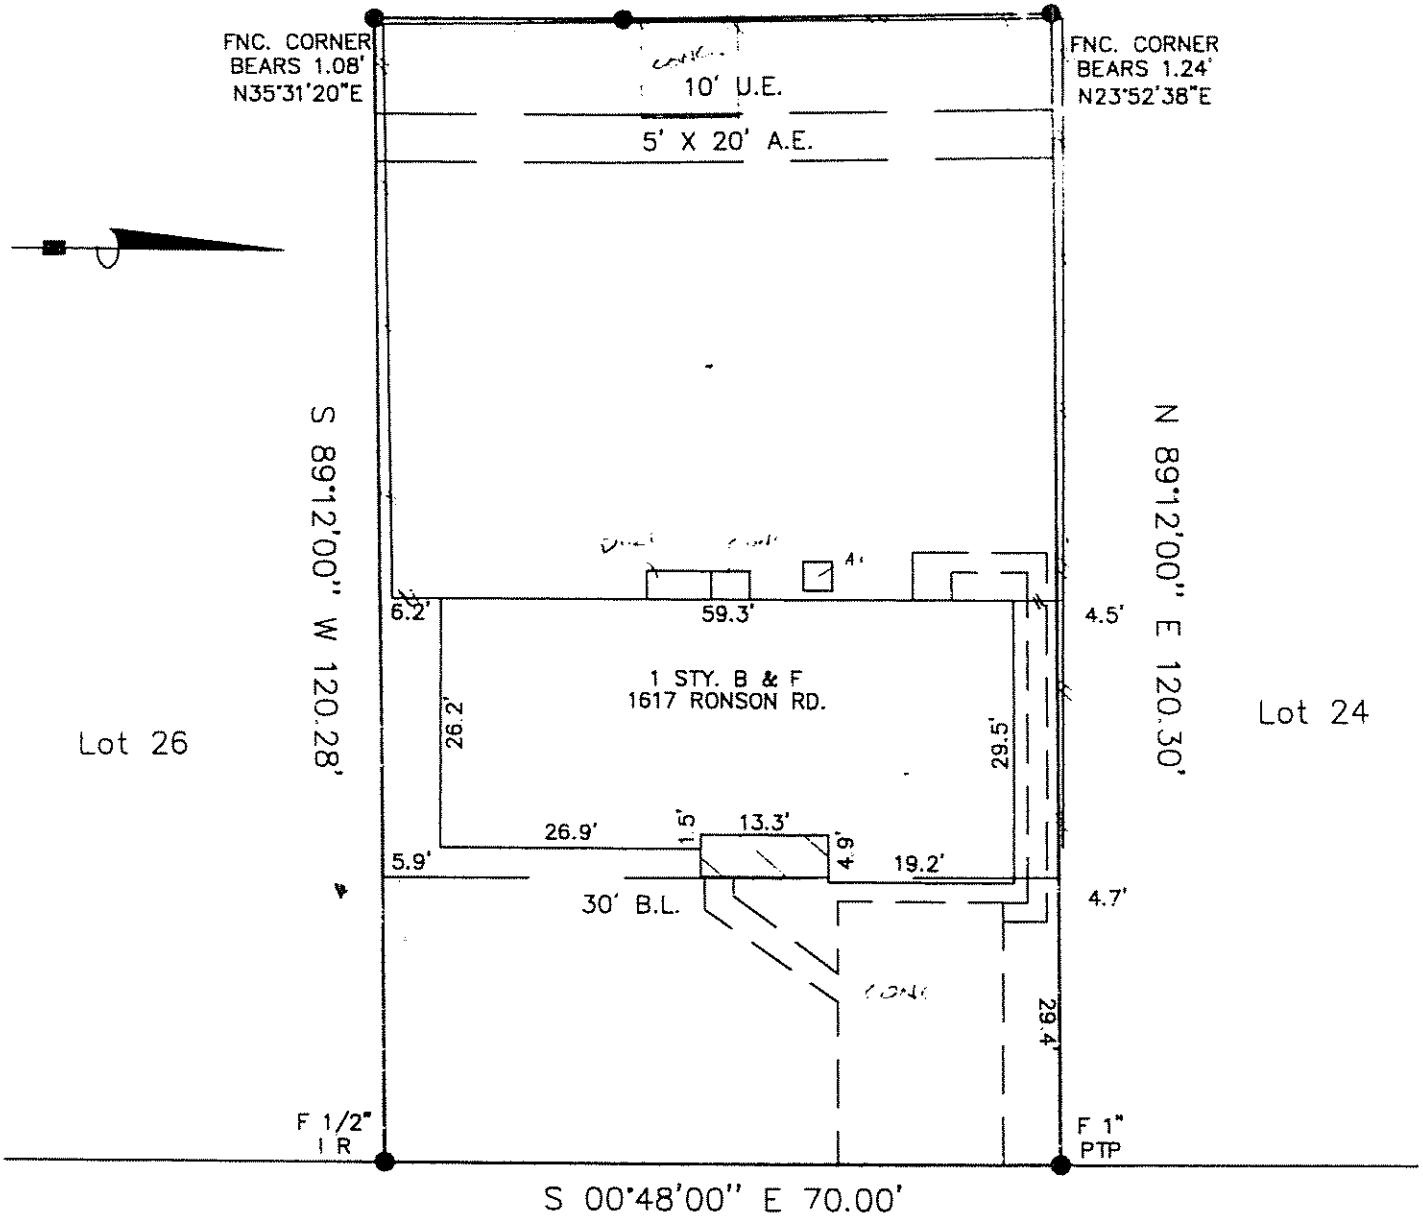 FNC. CORNER
BEARS 1.08'
N35°31'20"E
FNC. CORNER
BEARS 1.24'
N23°52'38"E
CONC.
10' U.E.
5' X 20' A.E.
S 89°12'00" W 120.28'
N 89°12'00" E 120.30'
6.2'
59.3'
4.5'
1 STY. B & F
1617 RONSON RD.
26.2'
29.5'
Lot 26
Lot 24
26.9'
1.5'
13.3'
4.9'
19.2'
5.9'
30' B.L.
4.7'
CONC
29.4'
F 1/2"
I R
F 1"
PTP
S 00°48'00" E 70.00'